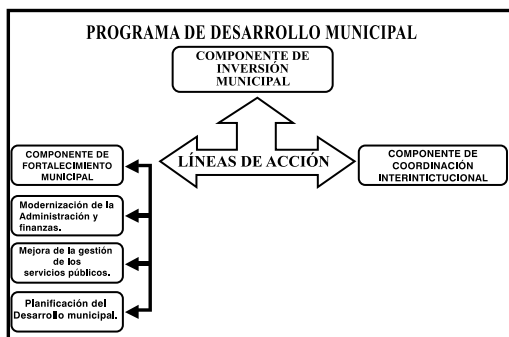 PROGRAMA DE DESARROLLO MUNICIPAL
COMPONENTE DE
INVERSIÓN
MUNICIPAL
LÍNEAS DE ACCIÓN
COMPONENTE DE
FORTALECIMIENTO
MUNICIPAL
COMPONENTE DE
COORDINACIÓN
INTERINTICTUCIONAL
Modernización de la
Administración y
finanzas.
Mejora de la gestión
de los
servicios públicos.
Planificación del
Desarrollo municipal.